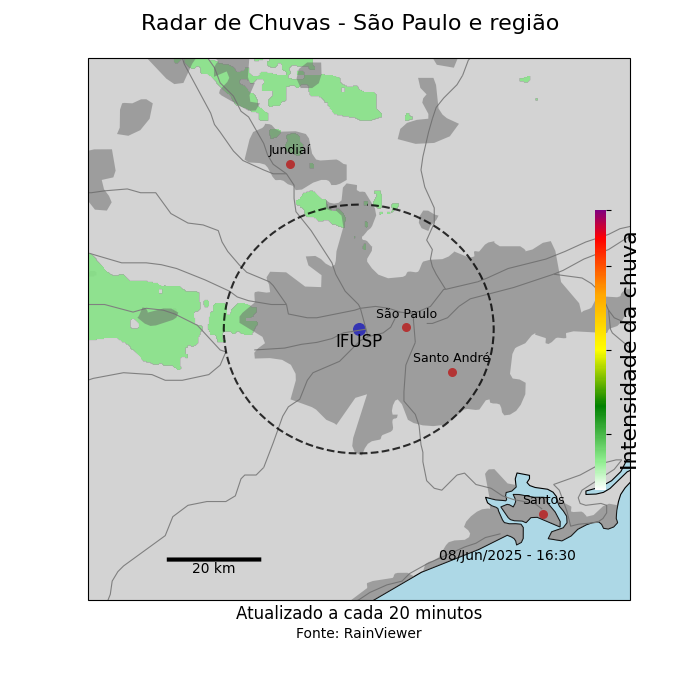 Radar de Chuvas - São Paulo e região
Jundiaí
São Paulo
IFUSP
Santo André
Intensidade da chuva
Santos
08/Jun/2025 - 16:30
20 km
Atualizado a cada 20 minutos
Fonte: RainViewer